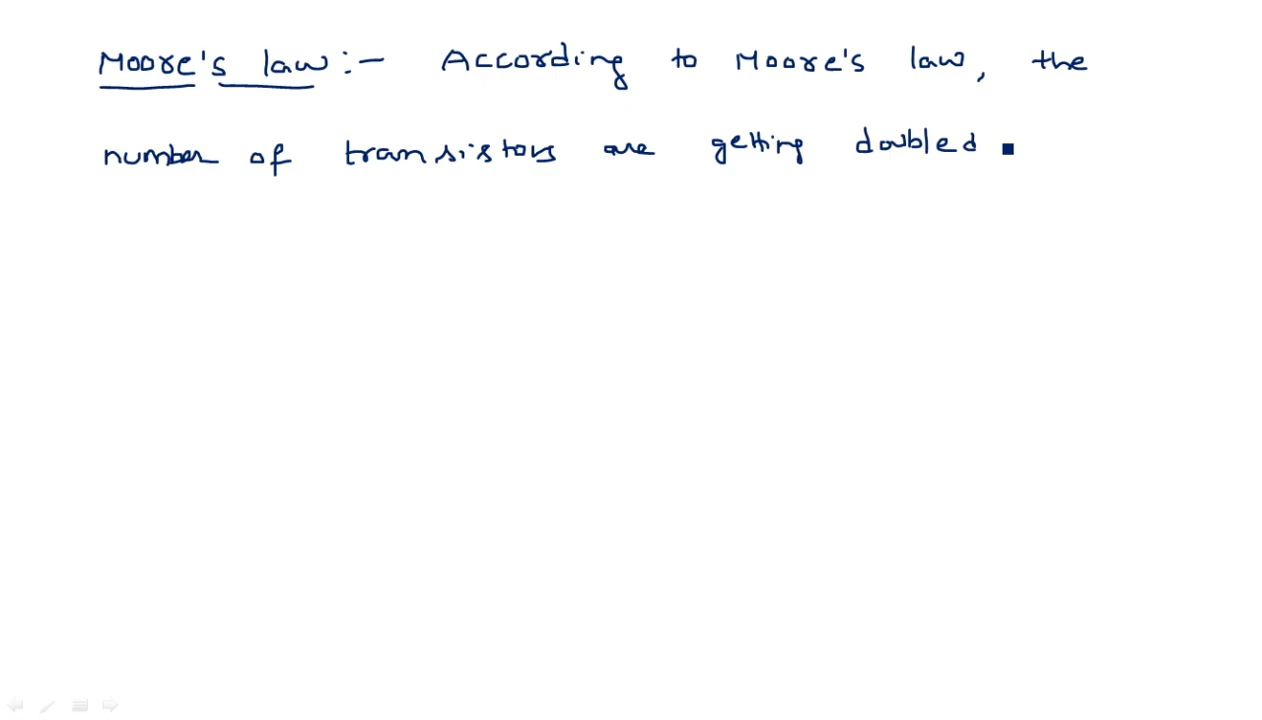 Moore's law :- According to Moore's law, the
number of transistors are getting doubled